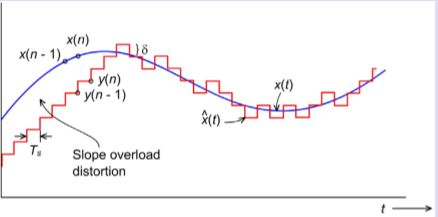 x(n)
x(n - 1)
δ
y(n)
y(n - 1)
x(t)
x̂(t)
Ts
Slope overload
distortion
t